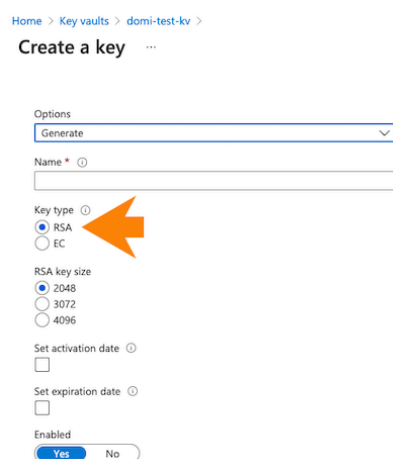 Home > Key vaults > domi-test-kv >
Create a key ...
Options
Generate
Name *
Key type
RSA
EC
RSA key size
2048
3072
4096
Set activation date
Set expiration date
Enabled
Yes No